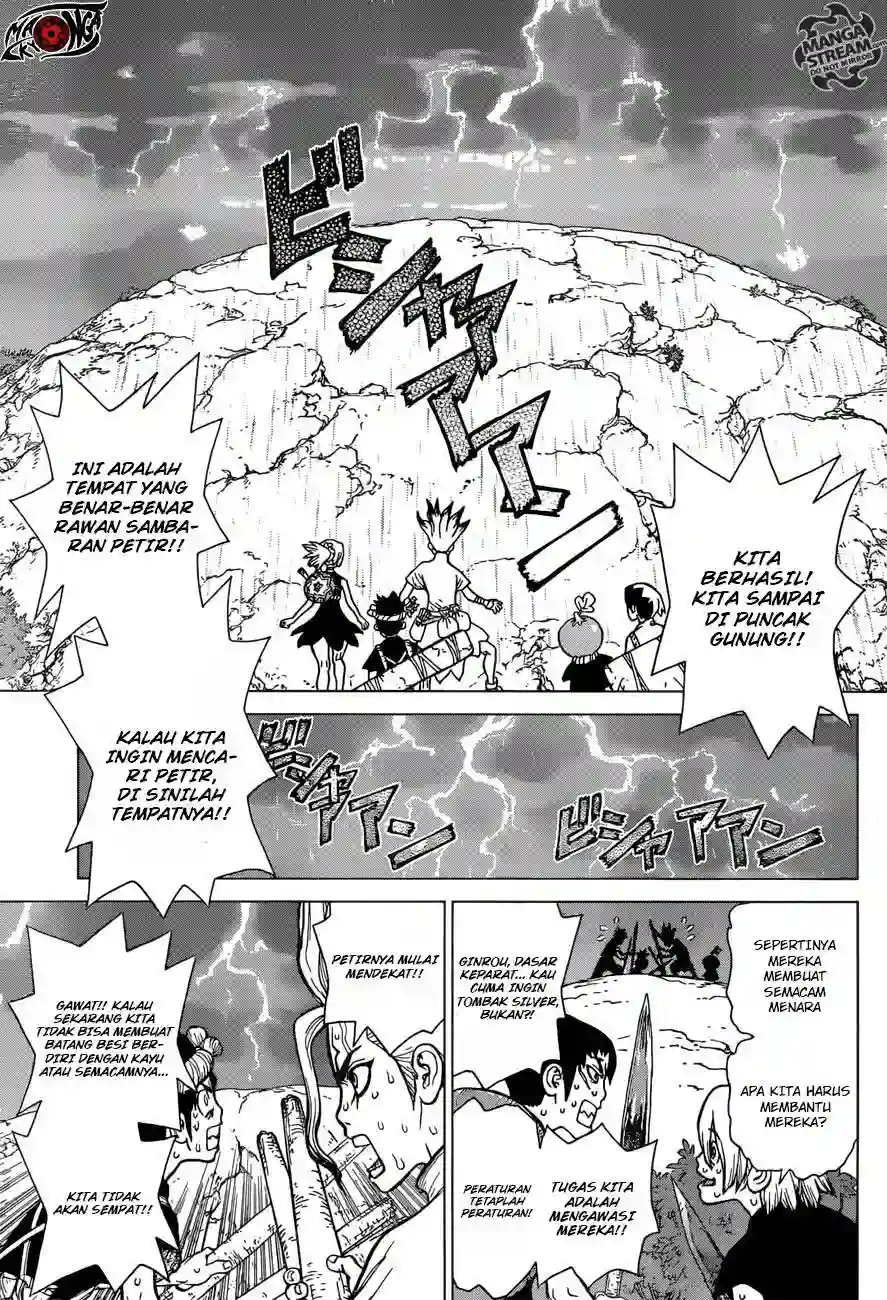 MANGAKU
MANGA
STREAM
DO NOT MIRROR
ビシャアアーン
KITA
BERHASIL!
KITA SAMPAI
DI PUNCAK
GUNUNG!!
INI ADALAH
TEMPAT YANG
BENAR-BENAR
RAWAN SAMBA-
RAN PETIR!!
KALAU KITA
INGIN MENCA-
RI PETIR,
DI SINILAH
TEMPATNYA!!
ビシャアアン
ビシャアアン
SEPERTINYA
MEREKA
MEMBUAT
SEMACAM
MENARA
APA KITA HARUS
MEMBANTU
MEREKA?
GINROU, DASAR
KEPARAT... KAU
CUMA INGIN
TOMBAK SILVER,
BUKAN?!
TUGAS KITA
ADALAH
MENGAWASI
MEREKA!!
PERATURAN
TETAPLAH
PERATURAN!
PETIRNYA MULAI
MENDEKAT!!
GAWAT!! KALAU
SEKARANG KITA
TIDAK BISA MEMBUAT
BATANG BESI BER-
DIRI DENGAN KAYU
ATAU SEMACAMNYA...
KITA TIDAK
AKAN SEMPAT!!